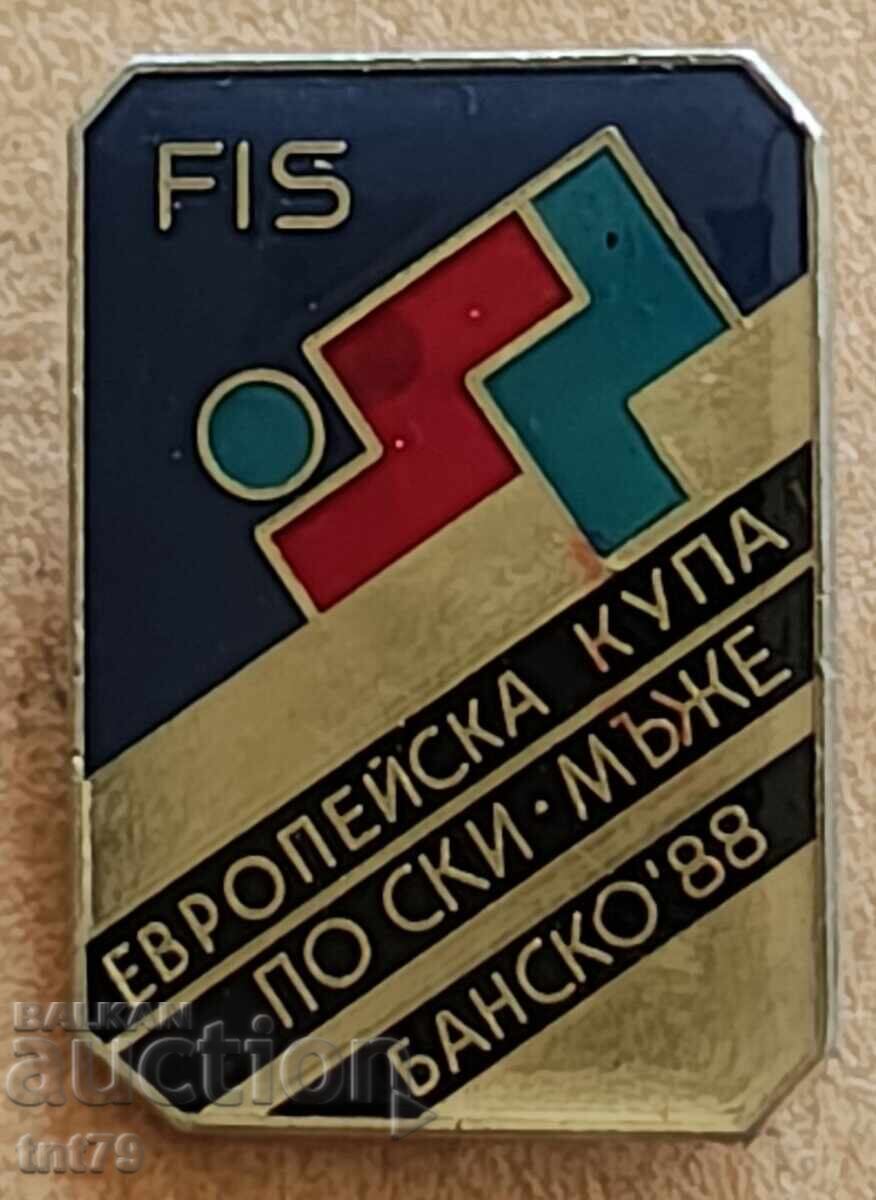 FIS
ЕВРОПЕЙСКА КУПА
ПО СКИ · МЪЖЕ
БАНСКО '88
BALKAN
auction
tnt79